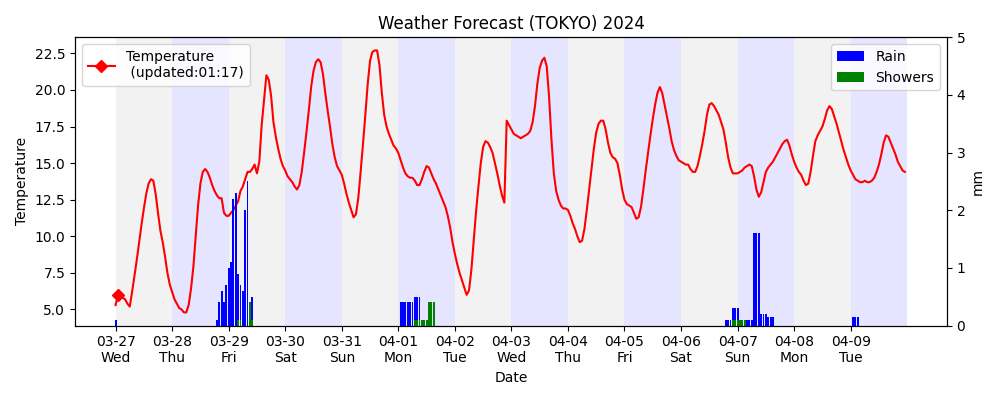 Weather Forecast (TOKYO) 2024
Temperature
(updated:01:17)
Rain
Showers
Temperature
22.5
20.0
17.5
15.0
12.5
10.0
7.5
5.0
5
4
3
2
1
0
mm
03-27 03-28 03-29 03-30 03-31 04-01 04-02 04-03 04-04 04-05 04-06 04-07 04-08 04-09
Wed Thu Fri Sat Sun Mon Tue Wed Thu Fri Sat Sun Mon Tue
Date